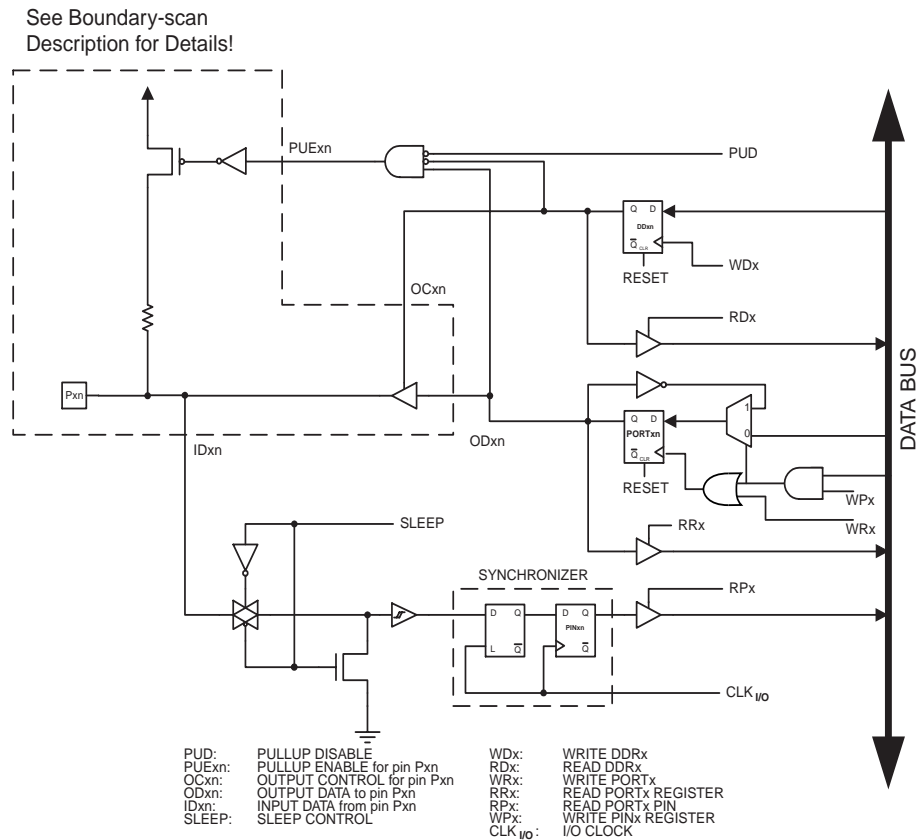 See Boundary-scan
Description for Details!
PUExn
PUD
Q D
DDxn
Q CLR
WDx
RESET
OCxn
RDx
Pxn
1
Q D
ODxn
PORTxn
0
IDxn
Q CLR
RESET
WPx
WRx
SLEEP
RRx
SYNCHRONIZER
RPx
D Q
D Q
PINxn
L Q
Q
CLK I/O
DATA BUS
PUD: PULLUP DISABLE
PUExn: PULLUP ENABLE for pin Pxn
OCxn: OUTPUT CONTROL for pin Pxn
ODxn: OUTPUT DATA to pin Pxn
IDxn: INPUT DATA from pin Pxn
SLEEP: SLEEP CONTROL
WDx: WRITE DDRx
RDx: READ DDRx
WRx: WRITE PORTx
RRx: READ PORTx REGISTER
RPx: READ PORTx PIN
WPx: WRITE PINx REGISTER
CLK I/O: I/O CLOCK